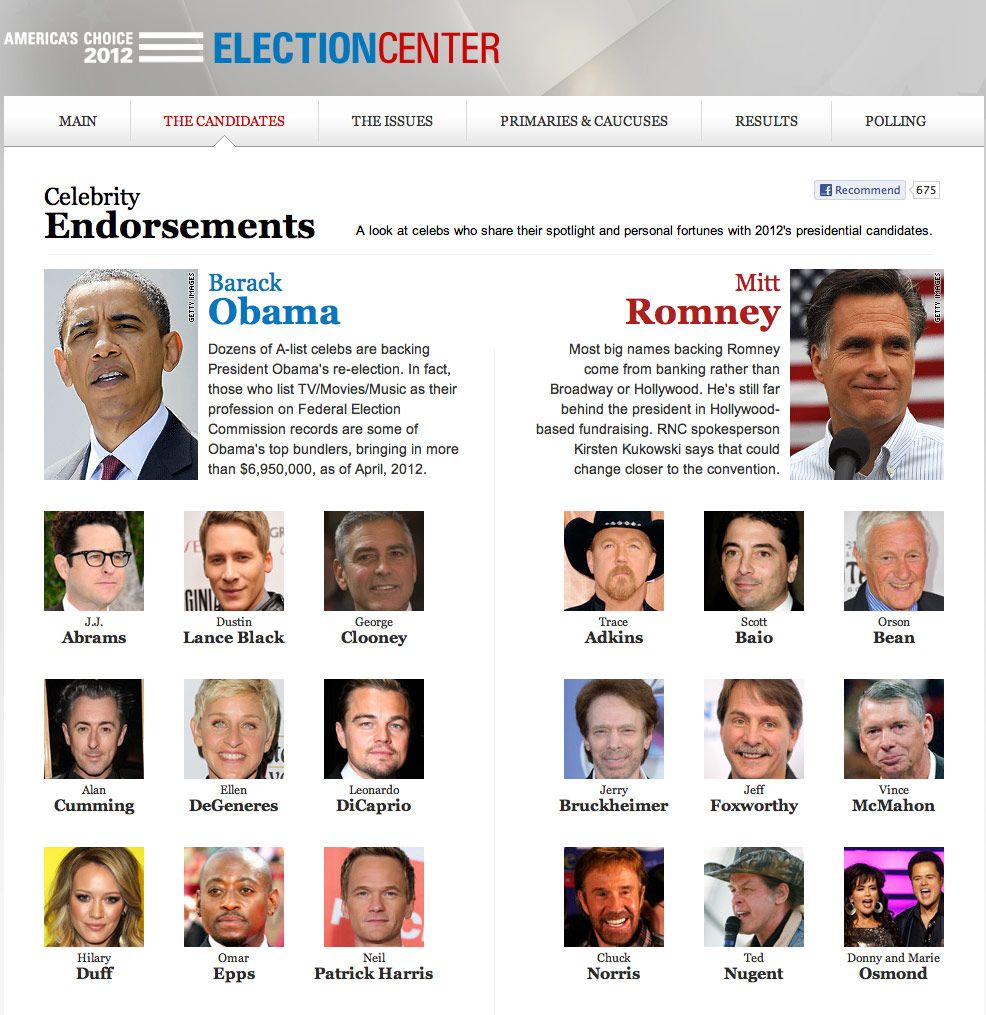 AMERICA'S CHOICE
2012
ELECTIONCENTER
MAIN
THE CANDIDATES
THE ISSUES
PRIMARIES & CAUCUSES
RESULTS
POLLING
Celebrity
Endorsements
A look at celebs who share their spotlight and personal fortunes with 2012's presidential candidates.
Recommend
675
GETTY IMAGES
Barack
Obama
Dozens of A-list celebs are backing
President Obama's re-election. In fact,
those who list TV/Movies/Music as their
profession on Federal Election
Commission records are some of
Obama's top bundlers, bringing in more
than $6,950,000, as of April, 2012.
Mitt
Romney
Most big names backing Romney
come from banking rather than
Broadway or Hollywood. He's still far
behind the president in Hollywood-
based fundraising. RNC spokesperson
Kirsten Kukowski says that could
change closer to the convention.
GETTY IMAGES
J.J.
Abrams
Dustin
Lance Black
George
Clooney
Trace
Adkins
Scott
Baio
Orson
Bean
Alan
Cumming
Ellen
DeGeneres
Leonardo
DiCaprio
Jerry
Bruckheimer
Jeff
Foxworthy
Vince
McMahon
Hilary
Duff
Omar
Epps
Neil
Patrick Harris
Chuck
Norris
Ted
Nugent
Donny and Marie
Osmond